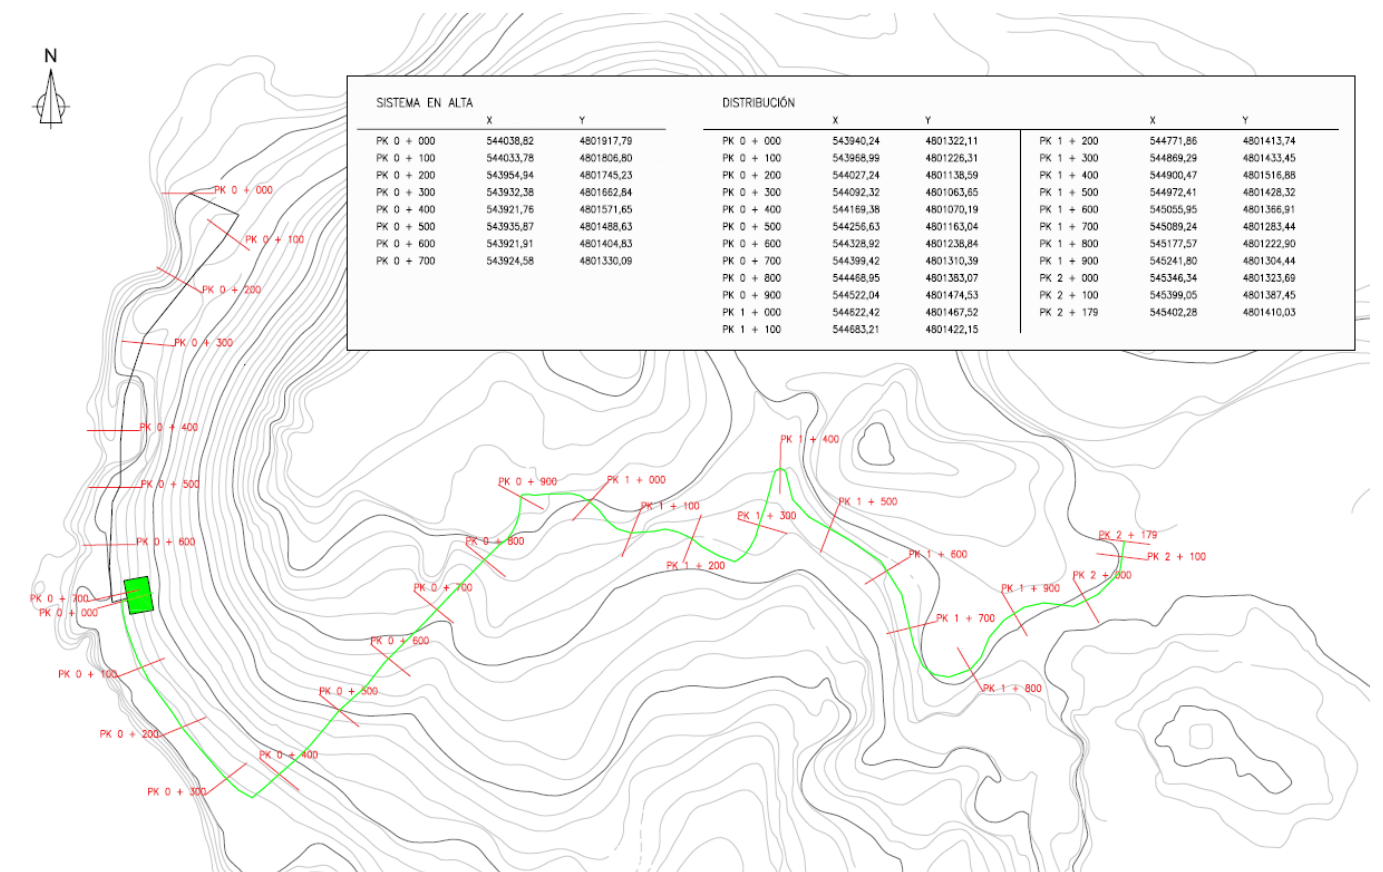 N
SISTEMA EN ALTA
X Y
PK 0 + 000 544038,82 4801917,79
PK 0 + 100 544033,78 4801806,80
PK 0 + 200 543954,94 4801745,23
PK 0 + 300 543932,38 4801662,84
PK 0 + 400 543921,76 4801571,65
PK 0 + 500 543935,87 4801488,63
PK 0 + 600 543921,91 4801404,83
PK 0 + 700 543924,58 4801330,09
DISTRIBUCIÓN
X Y
PK 0 + 000 543940,24 4801322,11
PK 0 + 100 543968,99 4801226,31
PK 0 + 200 544027,24 4801138,59
PK 0 + 300 544092,32 4801063,65
PK 0 + 400 544169,38 4801070,19
PK 0 + 500 544256,63 4801163,04
PK 0 + 600 544328,92 4801238,84
PK 0 + 700 544399,42 4801310,39
PK 0 + 800 544468,95 4801383,07
PK 0 + 900 544522,04 4801474,53
PK 1 + 000 544622,42 4801467,52
PK 1 + 100 544683,21 4801422,15
X Y
PK 1 + 200 544771,86 4801413,74
PK 1 + 300 544869,29 4801433,45
PK 1 + 400 544900,47 4801516,88
PK 1 + 500 544972,41 4801428,32
PK 1 + 600 545055,95 4801366,91
PK 1 + 700 545089,24 4801283,44
PK 1 + 800 545177,57 4801222,90
PK 1 + 900 545241,80 4801304,44
PK 2 + 000 545346,34 4801323,69
PK 2 + 100 545399,05 4801387,45
PK 2 + 179 545402,28 4801410,03
PK 0 + 000
PK 0 + 100
PK 0 + 200
PK 0 + 300
PK 0 + 400
PK 0 + 500
PK 0 + 600
PK 0 + 700
PK 0 + 000
PK 0 + 100
PK 0 + 200
PK 0 + 300
PK 0 + 400
PK 0 + 500
PK 0 + 600
PK 0 + 700
PK 0 + 800
PK 0 + 900
PK 1 + 000
PK 1 + 100
PK 1 + 200
PK 1 + 300
PK 1 + 400
PK 1 + 500
PK 1 + 600
PK 1 + 700
PK 1 + 800
PK 1 + 900
PK 2 + 000
PK 2 + 100
PK 2 + 179